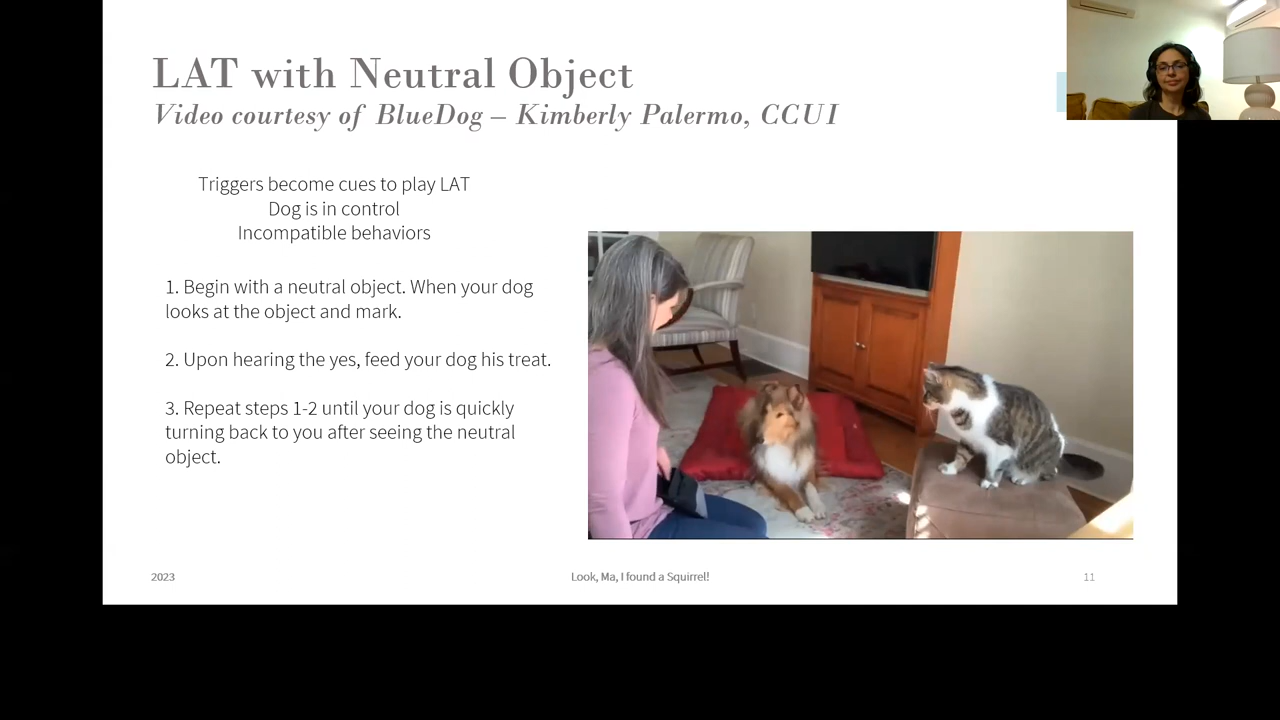 LAT with Neutral Object
Video courtesy of BlueDog – Kimberly Palermo, CCUI
Triggers become cues to play LAT
Dog is in control
Incompatible behaviors
1. Begin with a neutral object. When your dog
looks at the object and mark.
2. Upon hearing the yes, feed your dog his treat.
3. Repeat steps 1-2 until your dog is quickly
turning back to you after seeing the neutral
object.
2023
Look, Ma, I found a Squirrel!
11